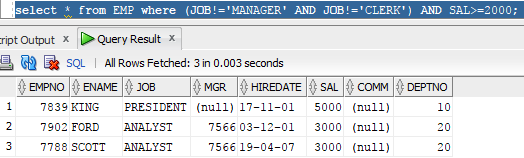 select * from EMP where (JOB!='MANAGER' AND JOB!='CLERK') AND SAL>=2000;
cript Output × Query Result ×
SQL | All Rows Fetched: 3 in 0.003 seconds
EMPNO ENAME JOB MGR HIREDATE SAL COMM DEPTNO
1 7839 KING PRESIDENT (null) 17-11-01 5000 (null) 10
2 7902 FORD ANALYST 7566 03-12-01 3000 (null) 20
3 7788 SCOTT ANALYST 7566 19-04-07 3000 (null) 20